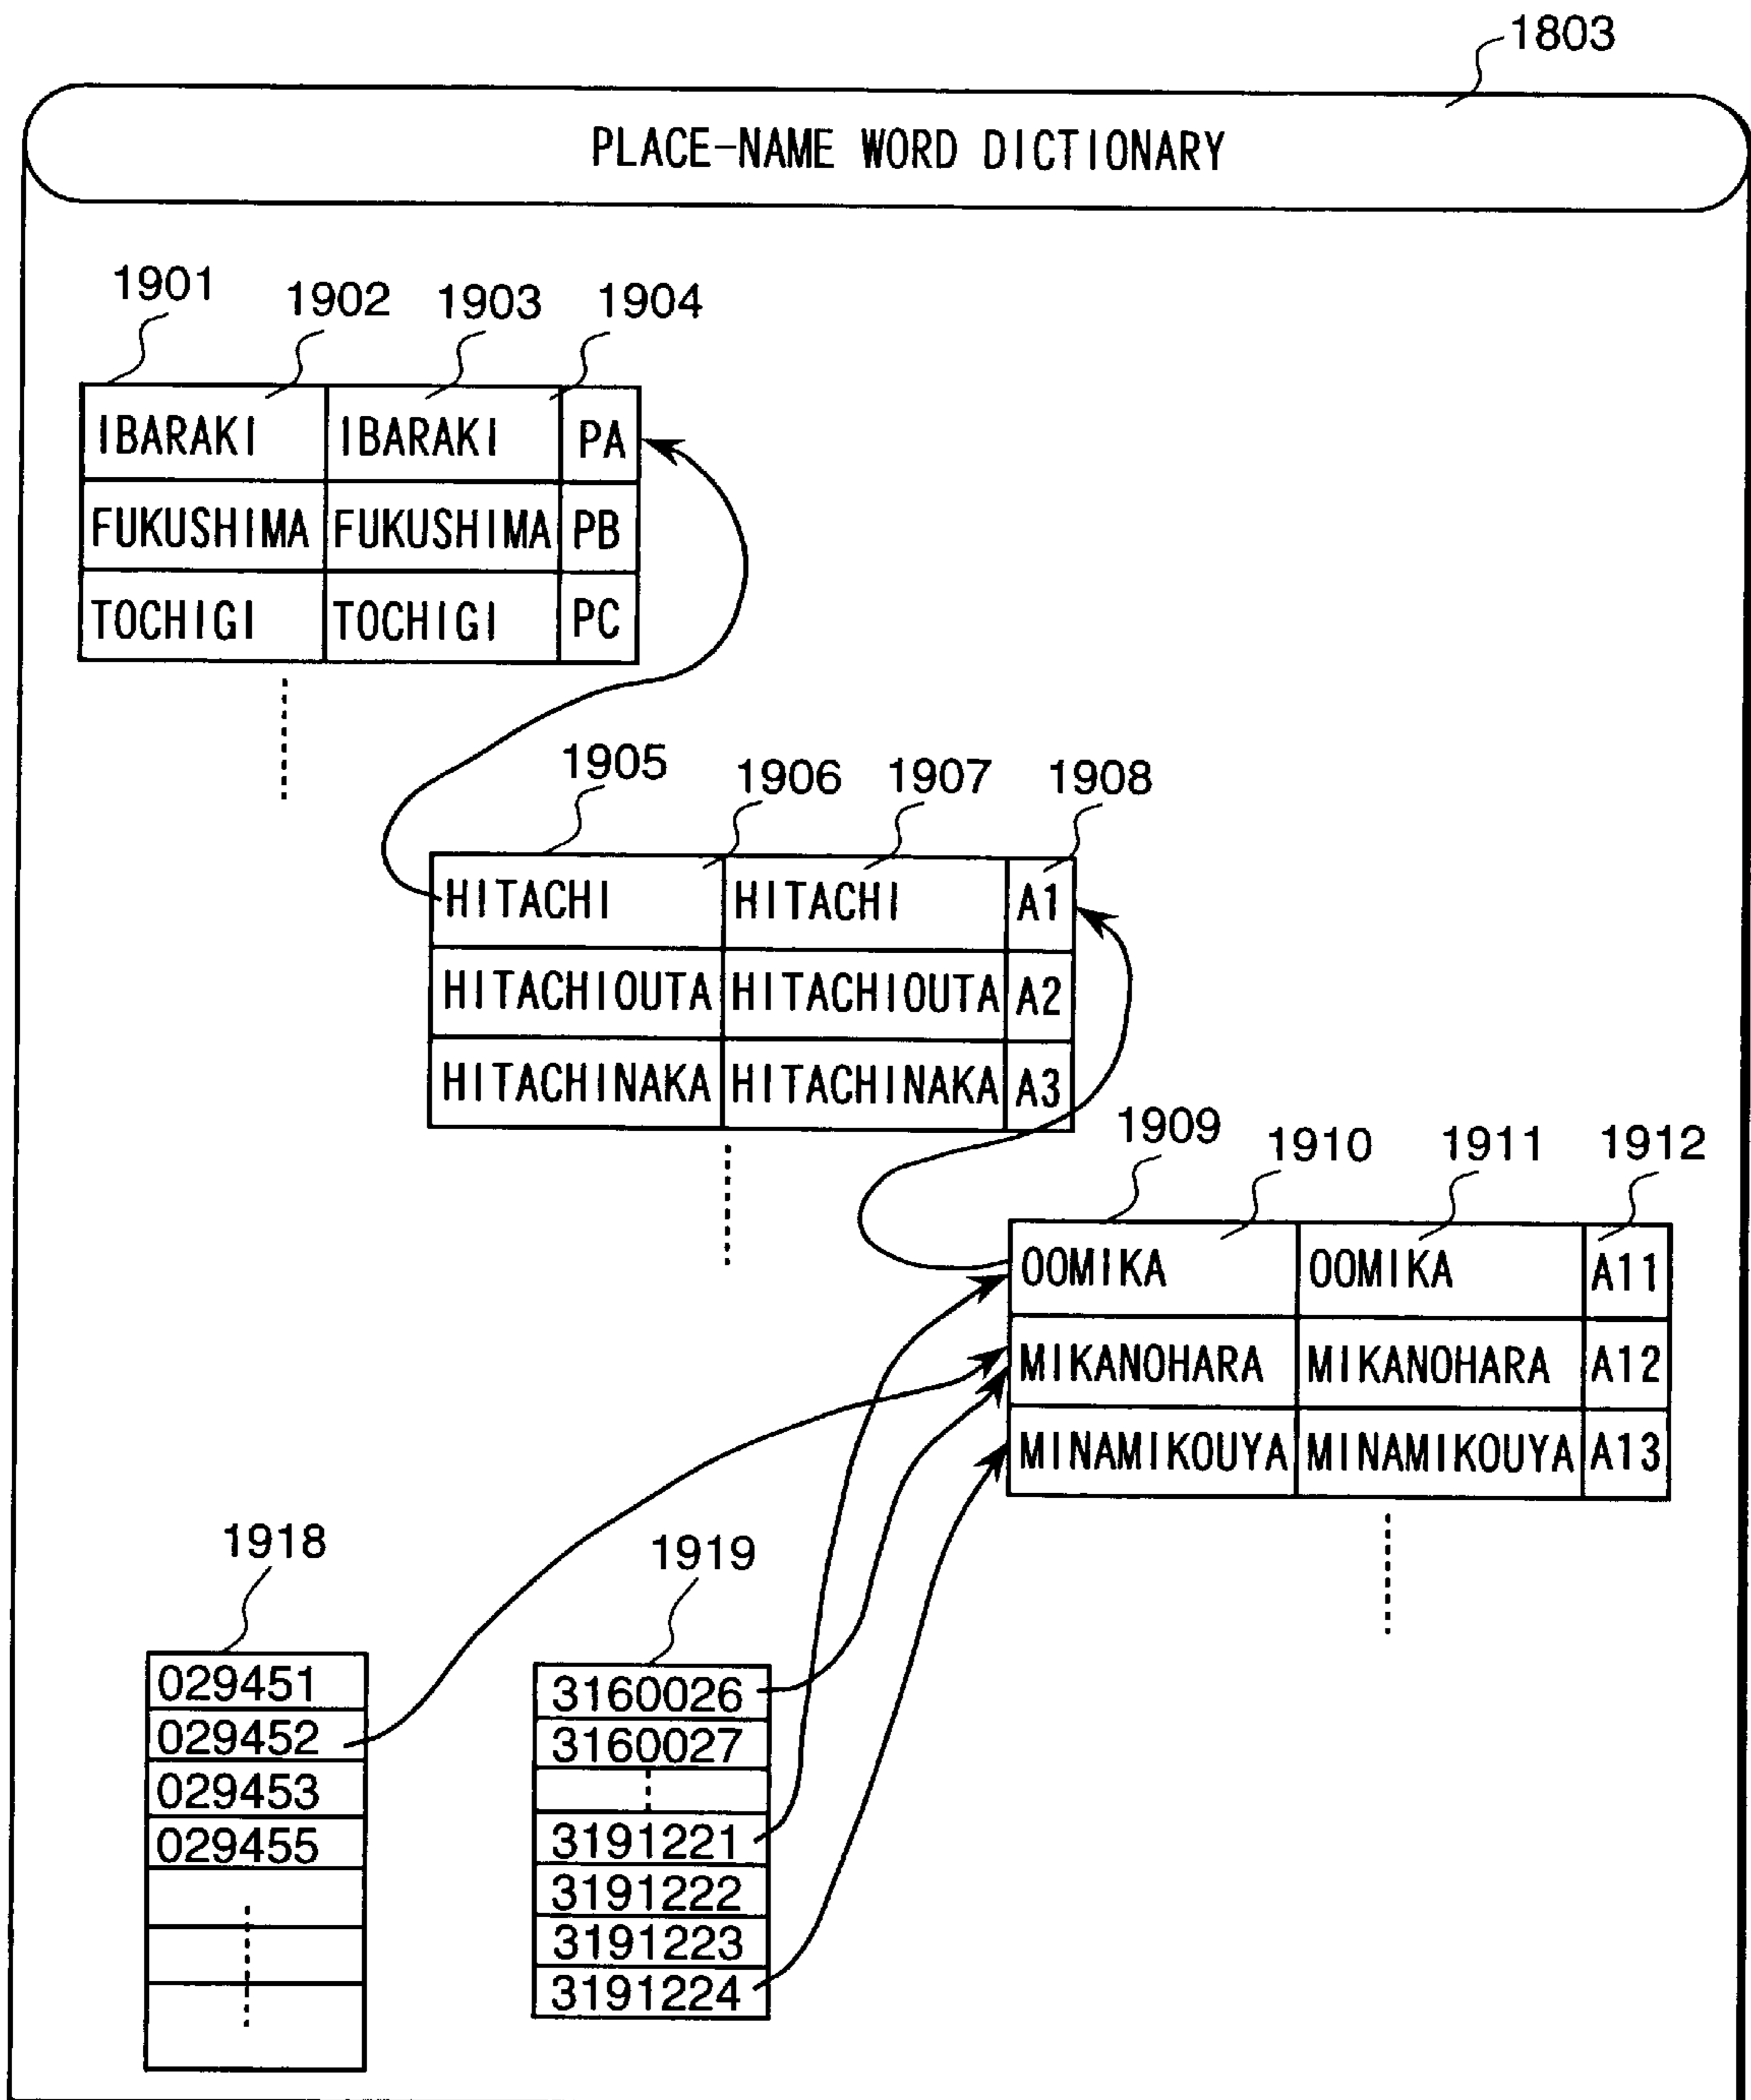 1803
PLACE-NAME WORD DICTIONARY
1901 1902 1903 1904
IBARAKI IBARAKI PA
FUKUSHIMA FUKUSHIMA PB
TOCHIGI TOCHIGI PC
1905 1906 1907 1908
HITACHI HITACHI A1
HITACHIOUTA HITACHIOUTA A2
HITACHINAKA HITACHINAKA A3
1909 1910 1911 1912
OOMIKA OOMIKA A11
MIKANOHARA MIKANOHARA A12
MINAMIKOUYA MINAMIKOUYA A13
1918
029451
029452
029453
029455
1919
3160026
3160027
3191221
3191222
3191223
3191224